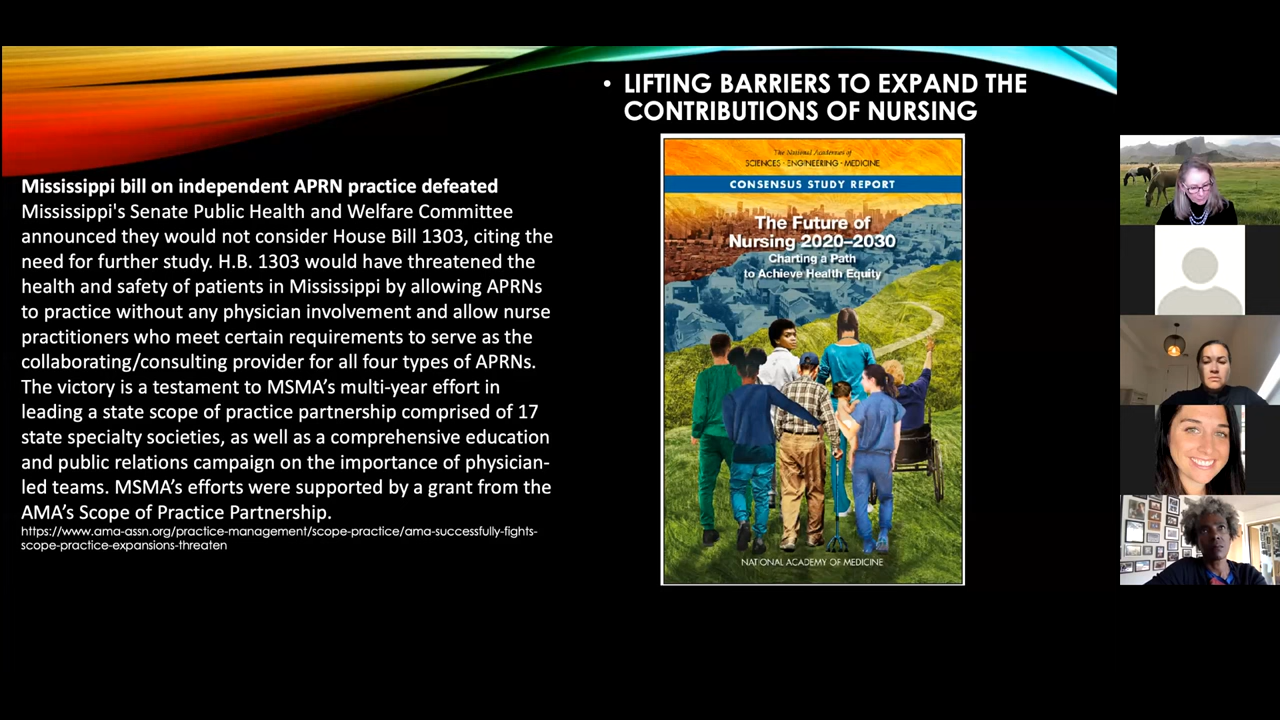 • LIFTING BARRIERS TO EXPAND THE
CONTRIBUTIONS OF NURSING
Mississippi bill on independent APRN practice defeated
Mississippi's Senate Public Health and Welfare Committee
announced they would not consider House Bill 1303, citing the
need for further study. H.B. 1303 would have threatened the
health and safety of patients in Mississippi by allowing APRNs
to practice without any physician involvement and allow nurse
practitioners who meet certain requirements to serve as the
collaborating/consulting provider for all four types of APRNs.
The victory is a testament to MSMA’s multi-year effort in
leading a state scope of practice partnership comprised of 17
state specialty societies, as well as a comprehensive education
and public relations campaign on the importance of physician-
led teams. MSMA’s efforts were supported by a grant from the
AMA’s Scope of Practice Partnership.
https://www.ama-assn.org/practice-management/scope-practice/ama-successfully-fights-
scope-practice-expansions-threaten
The National Academies of
SCIENCES · ENGINEERING · MEDICINE
CONSENSUS STUDY REPORT
The Future of
Nursing 2020–2030
Charting a Path
to Achieve Health Equity
NATIONAL ACADEMY OF MEDICINE